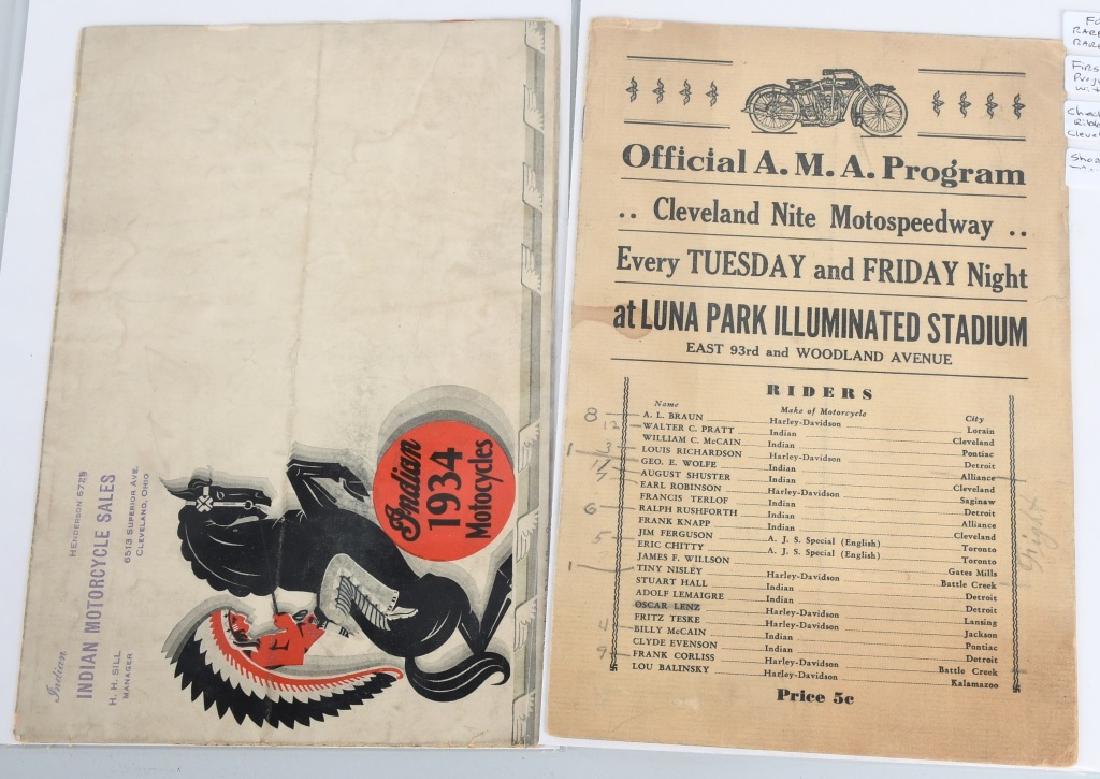 Indian
1934
Motocycles
Indian
HENDERSON 6725
INDIAN MOTORCYCLE SALES
H. H. SILL
MANAGER
6513 SUPERIOR AVE.
CLEVELAND, OHIO
Official A. M. A. Program
.. Cleveland Nite Motospeedway ..
Every TUESDAY and FRIDAY Night
at LUNA PARK ILLUMINATED STADIUM
EAST 93rd and WOODLAND AVENUE
RIDERS
Name Make of Motorcycle City
A. L. BRAUN Harley-Davidson Lorain
WALTER C. PRATT Indian Cleveland
WILLIAM C. McCAIN Indian Pontiac
LOUIS RICHARDSON Harley-Davidson Detroit
GEO. E. WOLFE Indian Alliance
AUGUST SHUSTER Indian Cleveland
EARL ROBINSON Harley-Davidson Saginaw
FRANCIS TERLOF Indian Detroit
RALPH RUSHFORTH Indian Alliance
FRANK KNAPP Indian Cleveland
JIM FERGUSON A. J. S. Special (English) Toronto
ERIC CHITTY A. J. S. Special (English) Toronto
JAMES F. WILLSON Gates Mills
TINY NISLEY Harley-Davidson Battle Creek
STUART HALL Indian Detroit
ADOLF LEMAIGRE Indian Detroit
OSCAR LENZ Harley-Davidson Lansing
FRITZ TESKE Harley-Davidson Jackson
BILLY McCAIN Indian Pontiac
CLYDE EVENSON Indian Detroit
FRANK CORLISS Harley-Davidson Battle Creek
LOU BALINSKY Harley-Davidson Kalamazoo
Price 5c
8
12
6
4
9